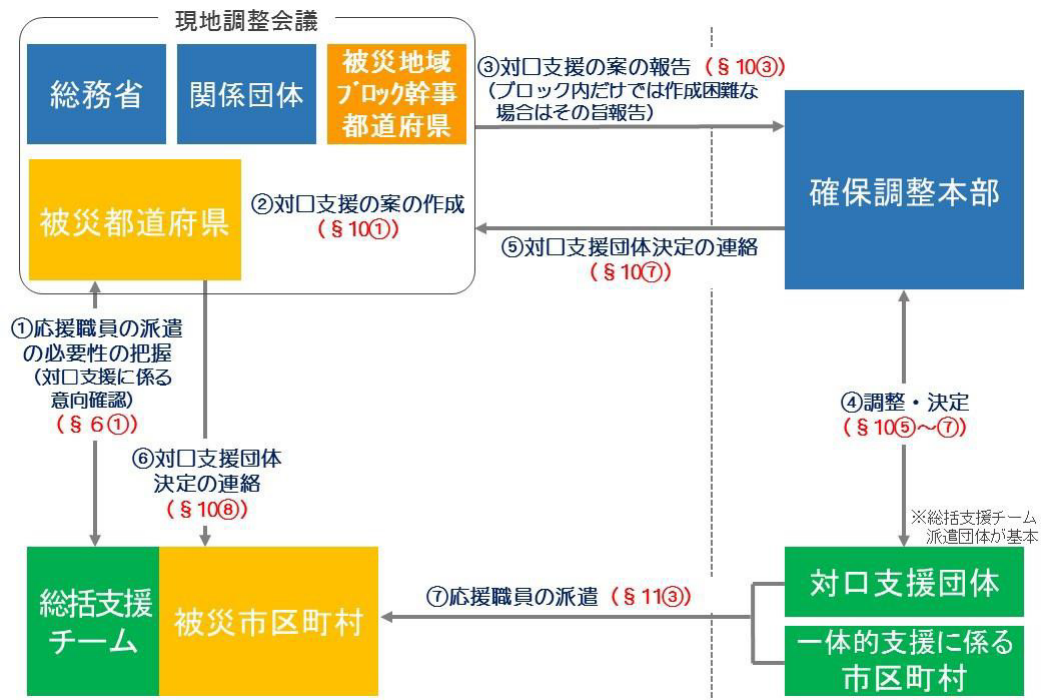 現地調整会議
総務省
関係団体
被災地域
ブロック幹事
都道府県
被災都道府県
②対口支援の案の作成
(§10①)
③対口支援の案の報告 (§10③)
(ブロック内だけでは作成困難な
場合はその旨報告)
確保調整本部
⑤対口支援団体決定の連絡
(§10⑦)
①応援職員の派遣
の必要性の把握
(対口支援に係る
意向確認)
(§6①)
⑥対口支援団体
決定の連絡
(§10⑧)
④調整・決定
(§10⑤~⑦)
※総括支援チーム
派遣団体が基本
総括支援
チーム
被災市区町村
⑦応援職員の派遣 (§11③)
対口支援団体
一体的支援に係る
市区町村